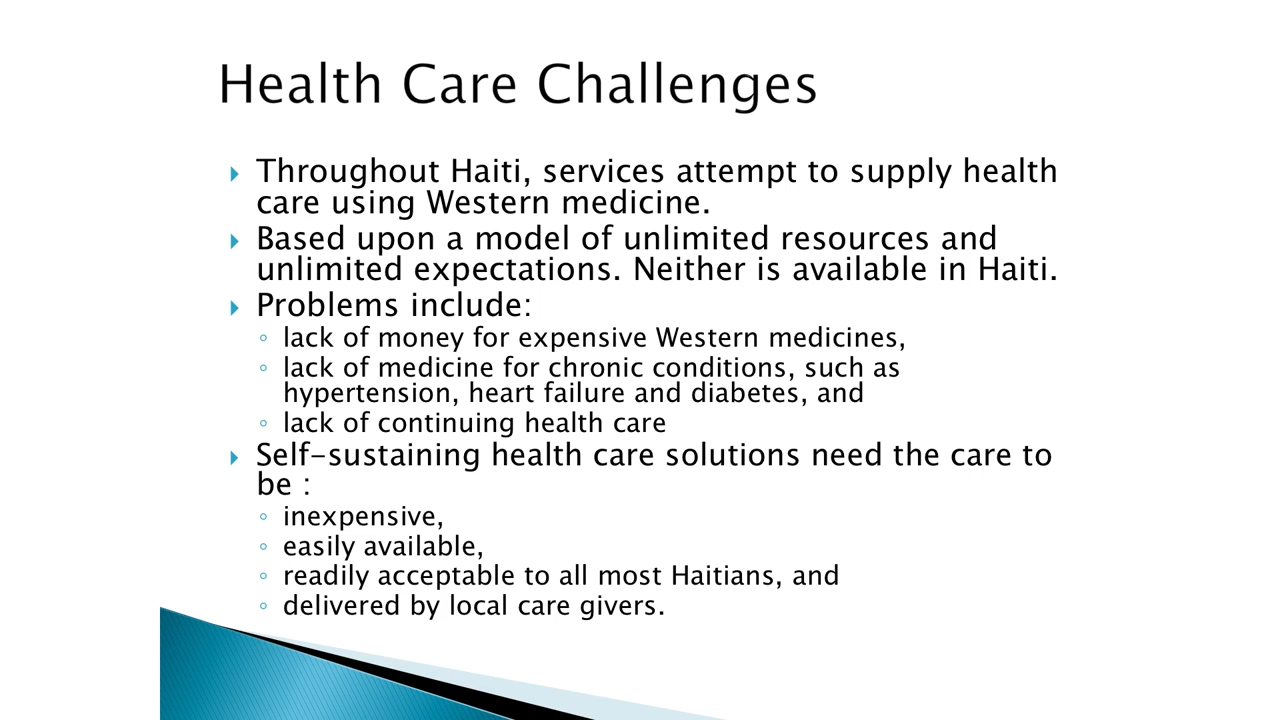 Health Care Challenges
Throughout Haiti, services attempt to supply health
care using Western medicine.
Based upon a model of unlimited resources and
unlimited expectations. Neither is available in Haiti.
Problems include:
lack of money for expensive Western medicines,
lack of medicine for chronic conditions, such as
hypertension, heart failure and diabetes, and
lack of continuing health care
Self-sustaining health care solutions need the care to
be :
inexpensive,
easily available,
readily acceptable to all most Haitians, and
delivered by local care givers.